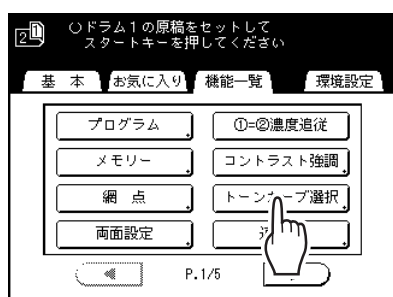 2 1
○ドラム1の原稿をセットして
スタートキーを押してください
基 本 お気に入り 機能一覧 環境設定
プログラム ①=②濃度追従
メモリー コントラスト強調
網 点 トーンカーブ選択
両面設定
P.1/5